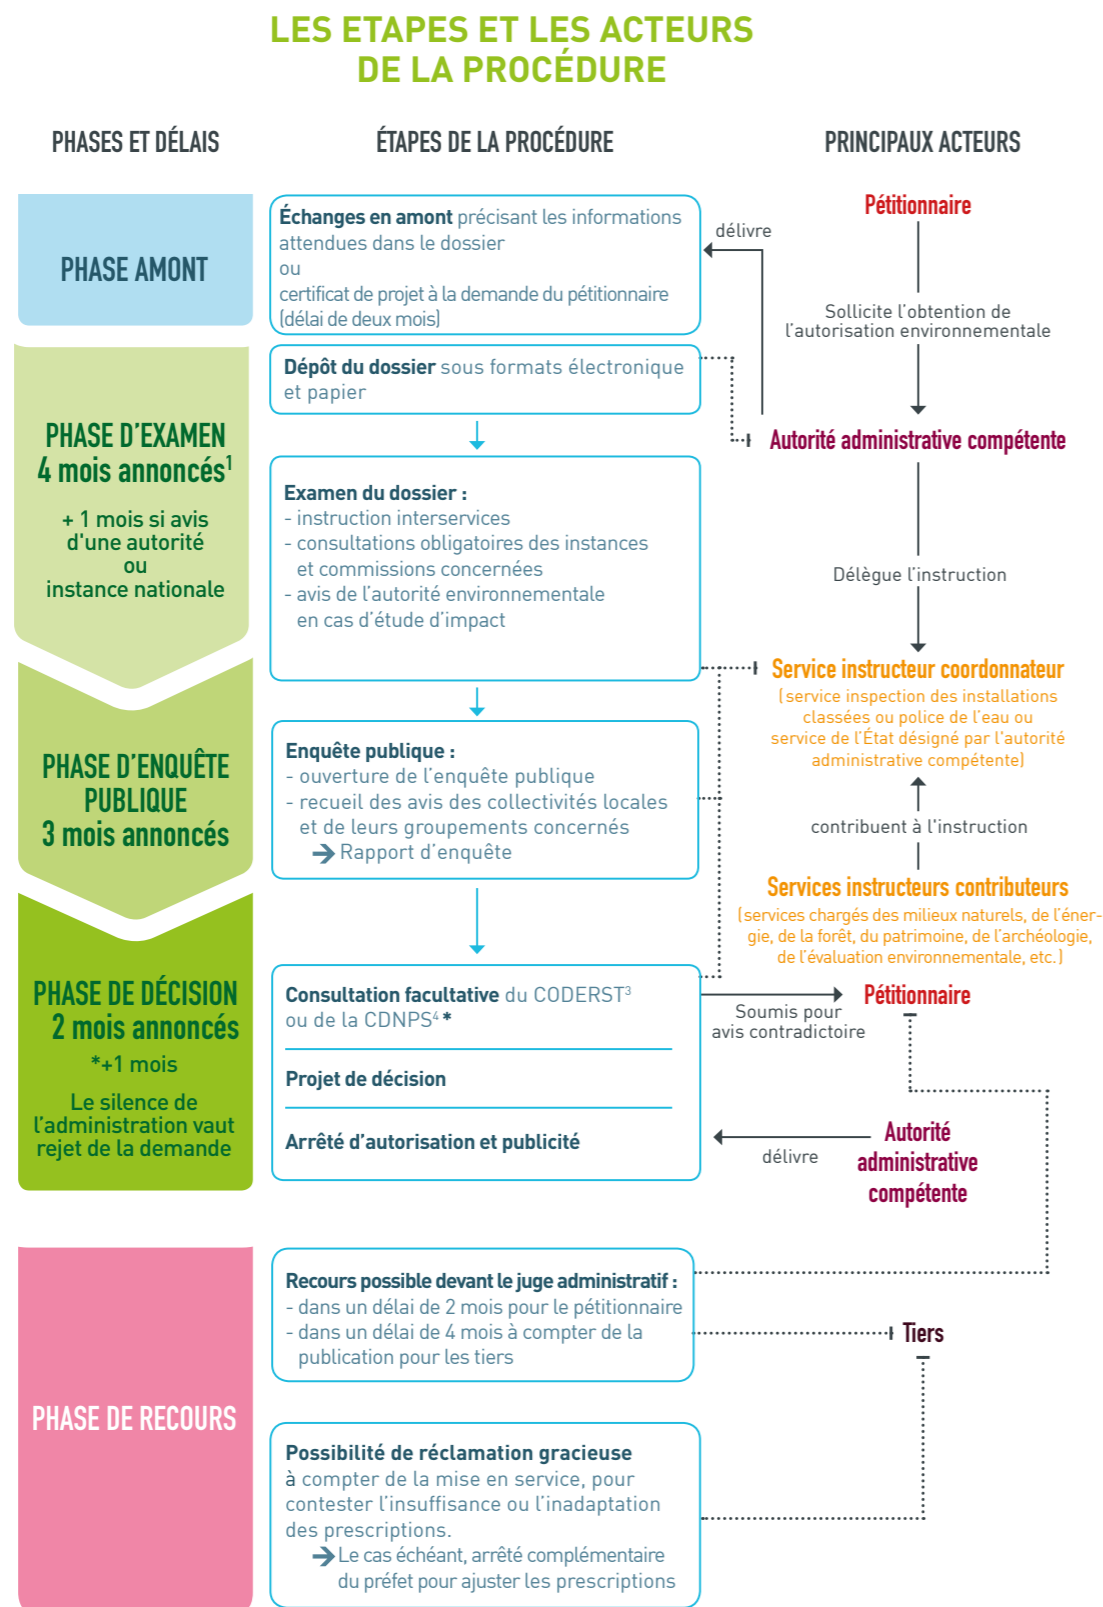 LES ETAPES ET LES ACTEURS
DE LA PROCÉDURE
PHASES ET DÉLAIS
ÉTAPES DE LA PROCÉDURE
PRINCIPAUX ACTEURS
PHASE AMONT
Échanges en amont précisant les informations
attendues dans le dossier
ou
certificat de projet à la demande du pétitionnaire
(délai de deux mois)
délivre
Pétitionnaire
Sollicite l'obtention de
l'autorisation environnementale
PHASE D'EXAMEN
4 mois annoncés1
+ 1 mois si avis
d'une autorité
ou
instance nationale
Dépôt du dossier sous formats électronique
et papier
Autorité administrative compétente
Examen du dossier :
- instruction interservices
- consultations obligatoires des instances
et commissions concernées
- avis de l'autorité environnementale
en cas d'étude d'impact
Délègue l'instruction
Service instructeur coordonnateur
(service inspection des installations
classées ou police de l'eau ou
service de l'État désigné par l'autorité
administrative compétente)
PHASE D'ENQUÊTE
PUBLIQUE
3 mois annoncés
Enquête publique :
- ouverture de l'enquête publique
- recueil des avis des collectivités locales
et de leurs groupements concernés
→ Rapport d'enquête
contribuent à l'instruction
Services instructeurs contributeurs
(services chargés des milieux naturels, de l'éner-
gie, de la forêt, du patrimoine, de l'archéologie,
de l'évaluation environnementale, etc.)
PHASE DE DÉCISION
2 mois annoncés
*+1 mois
Le silence de
l'administration vaut
rejet de la demande
Consultation facultative du CODERST3
ou de la CDNPS4 *
Projet de décision
Arrêté d'autorisation et publicité
Soumis pour
avis contradictoire
Pétitionnaire
délivre
Autorité
administrative
compétente
PHASE DE RECOURS
Recours possible devant le juge administratif :
- dans un délai de 2 mois pour le pétitionnaire
- dans un délai de 4 mois à compter de la
publication pour les tiers
Tiers
Possibilité de réclamation gracieuse
à compter de la mise en service, pour
contester l'insuffisance ou l'inadaptation
des prescriptions.
→ Le cas échéant, arrêté complémentaire
du préfet pour ajuster les prescriptions